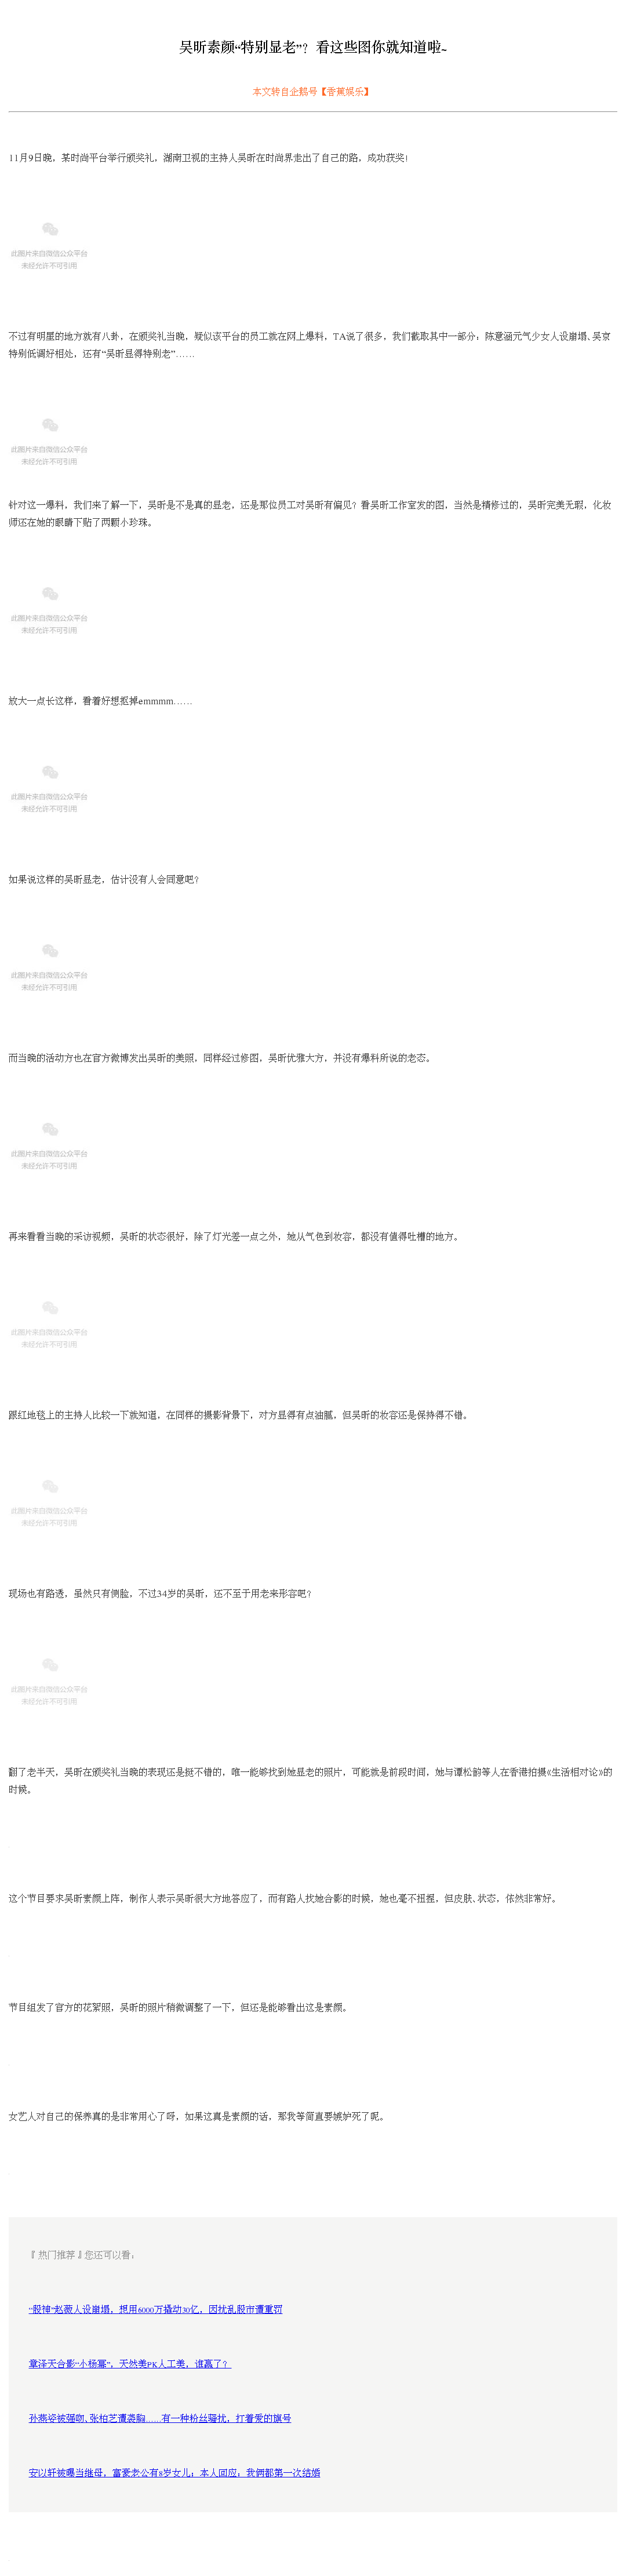 吴昕素颜“特别显老”？看这些图你就知道啦~
本文转自企鹅号【香蕉娱乐】
11月9日晚，某时尚平台举行颁奖礼，湖南卫视的主持人吴昕在时尚界走出了自己的路，成功获奖!
此图片来自微信公众平台
未经允许不可引用
不过有明星的地方就有八卦，在颁奖礼当晚，疑似该平台的员工就在网上爆料，TA说了很多，我们截取其中一部分：陈意涵元气少女人设崩塌、吴京
特别低调好相处，还有“吴昕显得特别老”……
此图片来自微信公众平台
未经允许不可引用
针对这一爆料，我们来了解一下，吴昕是不是真的显老，还是那位员工对吴昕有偏见？看吴昕工作室发的图，当然是精修过的，吴昕完美无瑕，化妆
师还在她的眼睛下贴了两颗小珍珠。
此图片来自微信公众平台
未经允许不可引用
放大一点长这样，看着好想抠掉emmmm……
此图片来自微信公众平台
未经允许不可引用
如果说这样的吴昕显老，估计没有人会同意吧？
此图片来自微信公众平台
未经允许不可引用
而当晚的活动方也在官方微博发出吴昕的美照，同样经过修图，吴昕优雅大方，并没有爆料所说的老态。
此图片来自微信公众平台
未经允许不可引用
再来看看当晚的采访视频，吴昕的状态很好，除了灯光差一点之外，她从气色到妆容，都没有值得吐槽的地方。
此图片来自微信公众平台
未经允许不可引用
跟红地毯上的主持人比较一下就知道，在同样的摄影背景下，对方显得有点油腻，但吴昕的妆容还是保持得不错。
此图片来自微信公众平台
未经允许不可引用
现场也有路透，虽然只有侧脸，不过34岁的吴昕，还不至于用老来形容吧？
此图片来自微信公众平台
未经允许不可引用
翻了老半天，吴昕在颁奖礼当晚的表现还是挺不错的，唯一能够找到她显老的照片，可能就是前段时间，她与谭松韵等人在香港拍摄《生活相对论》的
时候。
这个节目要求吴昕素颜上阵，制作人表示吴昕很大方地答应了，而有路人找她合影的时候，她也毫不扭捏，但皮肤、状态，依然非常好。
节目组发了官方的花絮照，吴昕的照片稍微调整了一下，但还是能够看出这是素颜。
女艺人对自己的保养真的是非常用心了呀，如果这真是素颜的话，那我等简直要嫉妒死了呢。
『 热门推荐 』您还可以看：
“股神”赵薇人设崩塌，想用6000万撬动30亿，因扰乱股市遭重罚
章泽天合影“小杨幂”，天然美PK人工美，谁赢了？
孙燕姿被强吻、张柏芝遭袭胸……有一种粉丝骚扰，打着爱的旗号
安以轩被曝当继母，富豪老公有8岁女儿；本人回应：我俩都第一次结婚